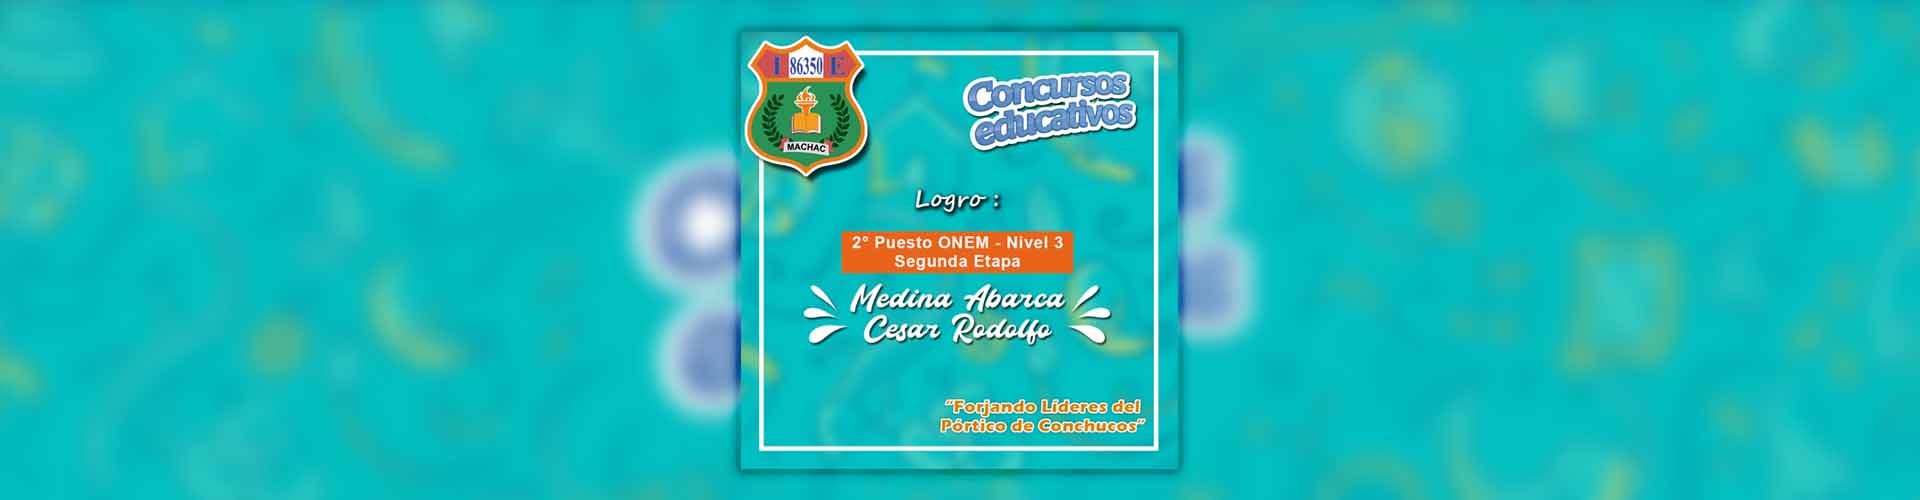 I 86350 E
MACHAC
Concursos
educativos
Logro :
2° Puesto ONEM - Nivel 3
Segunda Etapa
Medina Abarca
Cesar Rodolfo
"Forjando Líderes del
Pórtico de Conchucos"